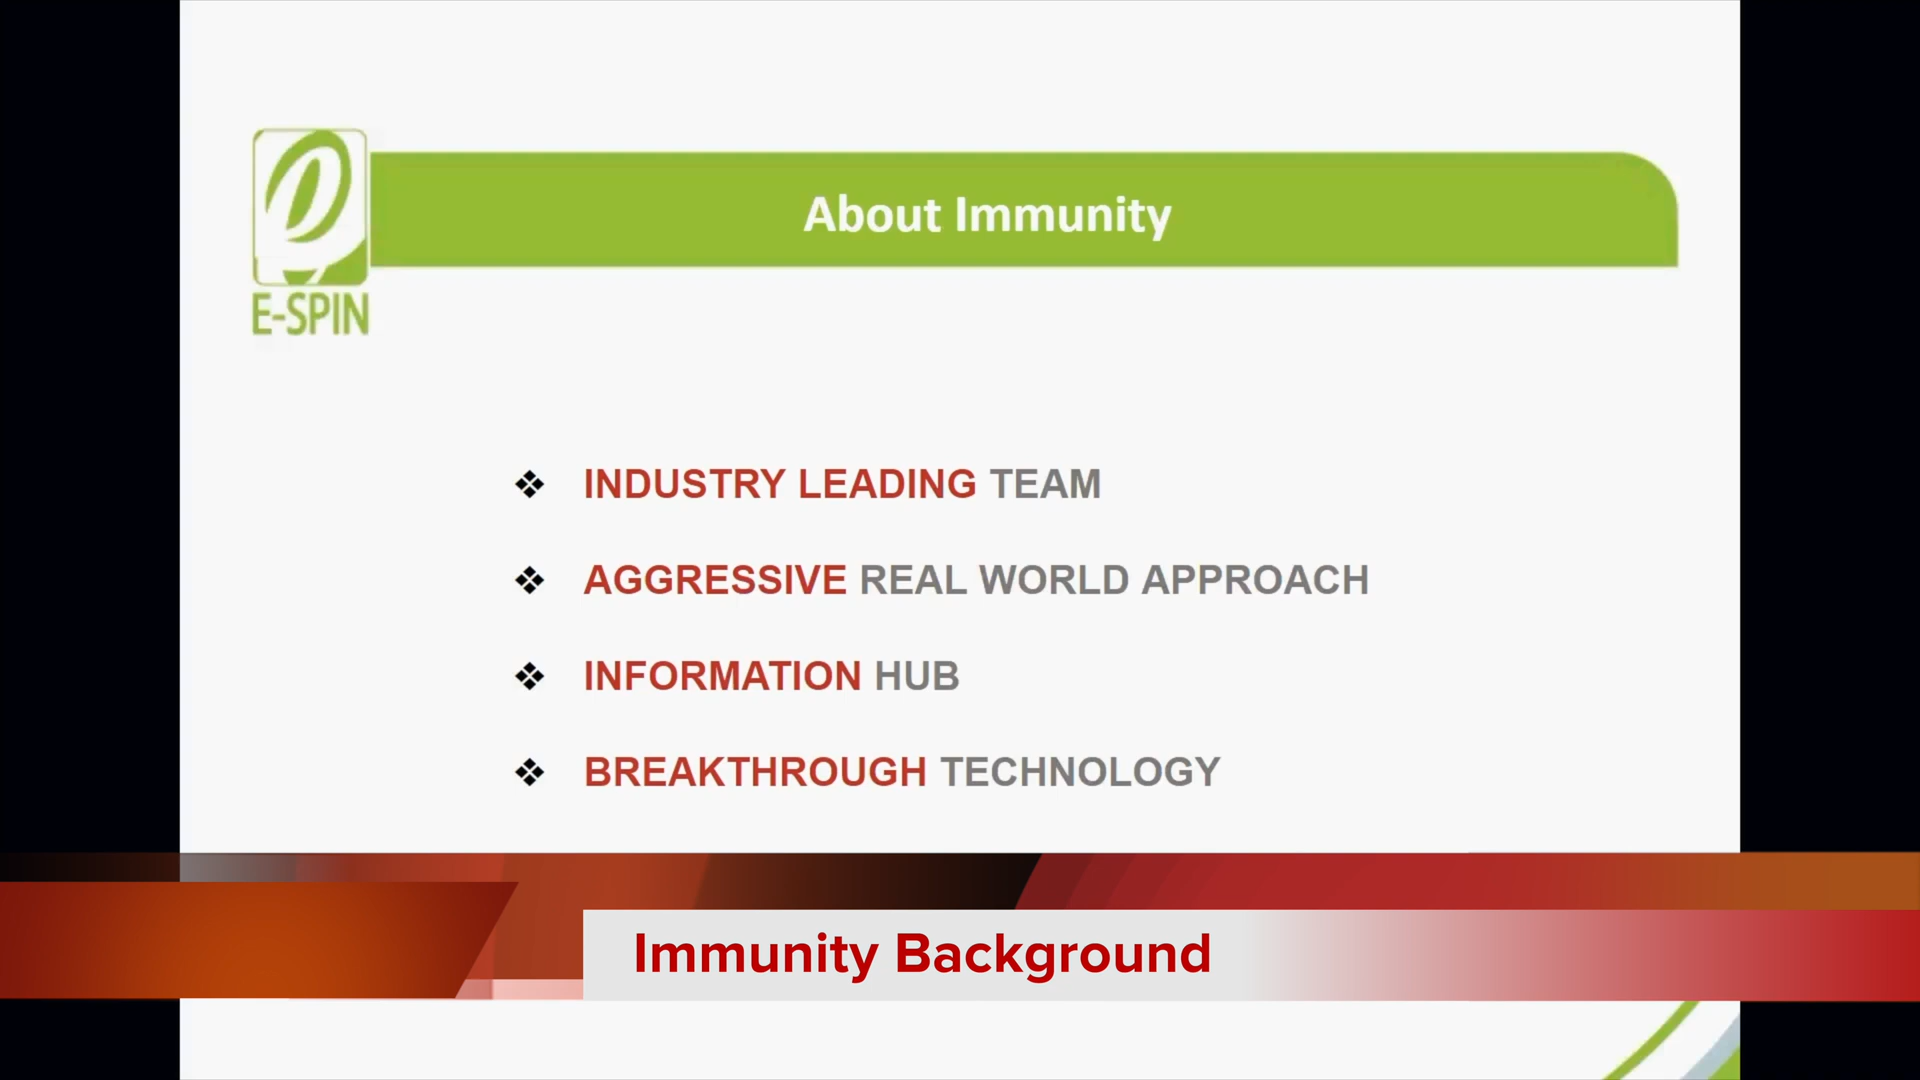 About Immunity
E-SPIN
❖ INDUSTRY LEADING TEAM
❖ AGGRESSIVE REAL WORLD APPROACH
❖ INFORMATION HUB
❖ BREAKTHROUGH TECHNOLOGY
Immunity Background